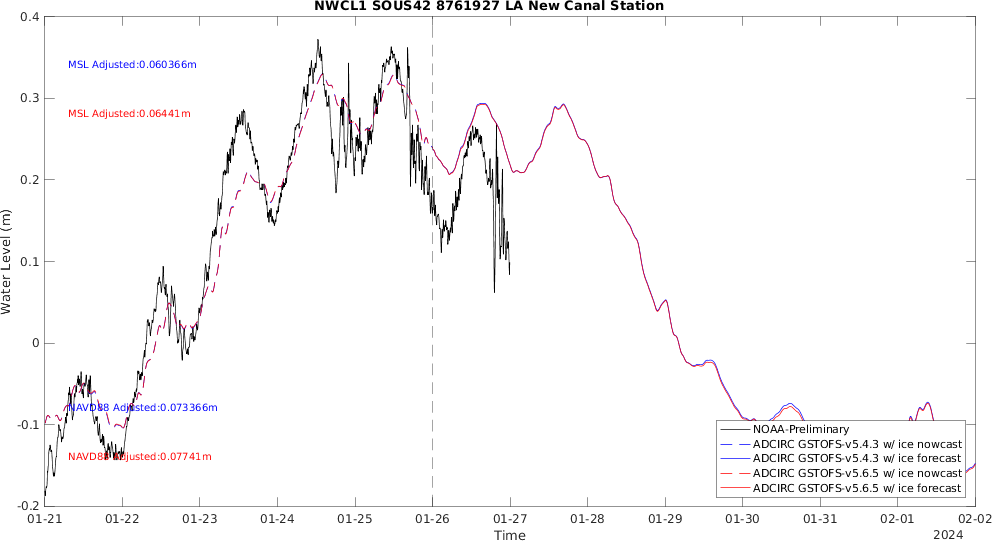 NWCL1 SOUS42 8761927 LA New Canal Station
Water Level (m)
0.4
0.3
0.2
0.1
0
-0.1
-0.2
MSL Adjusted:0.060366m
MSL Adjusted:0.06441m
NAVD88 Adjusted:0.073366m
NAVD88 Adjusted:0.07741m
NOAA-Preliminary
ADCIRC GSTOFS-v5.4.3 w/ ice nowcast
ADCIRC GSTOFS-v5.4.3 w/ ice forecast
ADCIRC GSTOFS-v5.6.5 w/ ice nowcast
ADCIRC GSTOFS-v5.6.5 w/ ice forecast
01-21 01-22 01-23 01-24 01-25 01-26 01-27 01-28 01-29 01-30 01-31 02-01 02-02
Time
2024